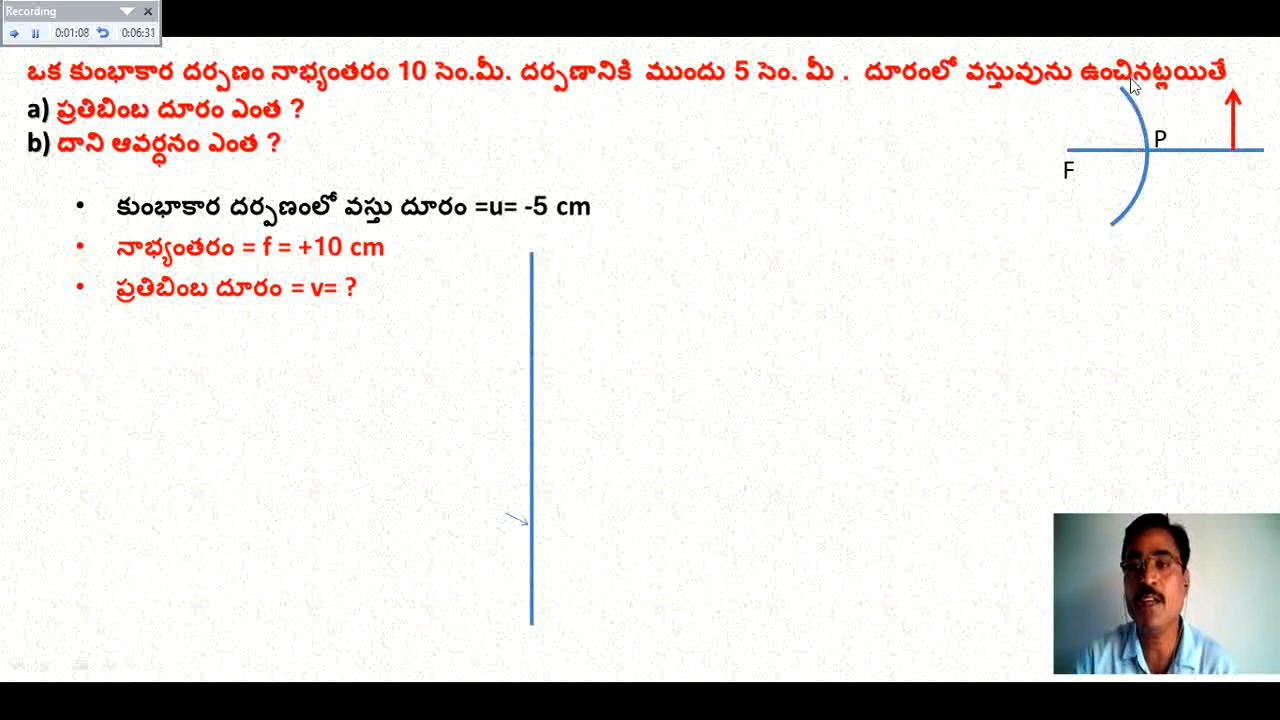 Recording
0:01:08 0:06:31
ఒక కుంభాకార దర్పణం నాభ్యంతరం 10 సెం.మీ. దర్పణానికి ముందు 5 సెం. మీ . దూరంలో వస్తువును ఉంచినట్లయితే
a) ప్రతిబింబ దూరం ఎంత ?
b) దాని ఆవర్ధనం ఎంత ?
P
F
• కుంభాకార దర్పణంలో వస్తు దూరం =u= -5 cm
• నాభ్యంతరం = f = +10 cm
• ప్రతిబింబ దూరం = v= ?